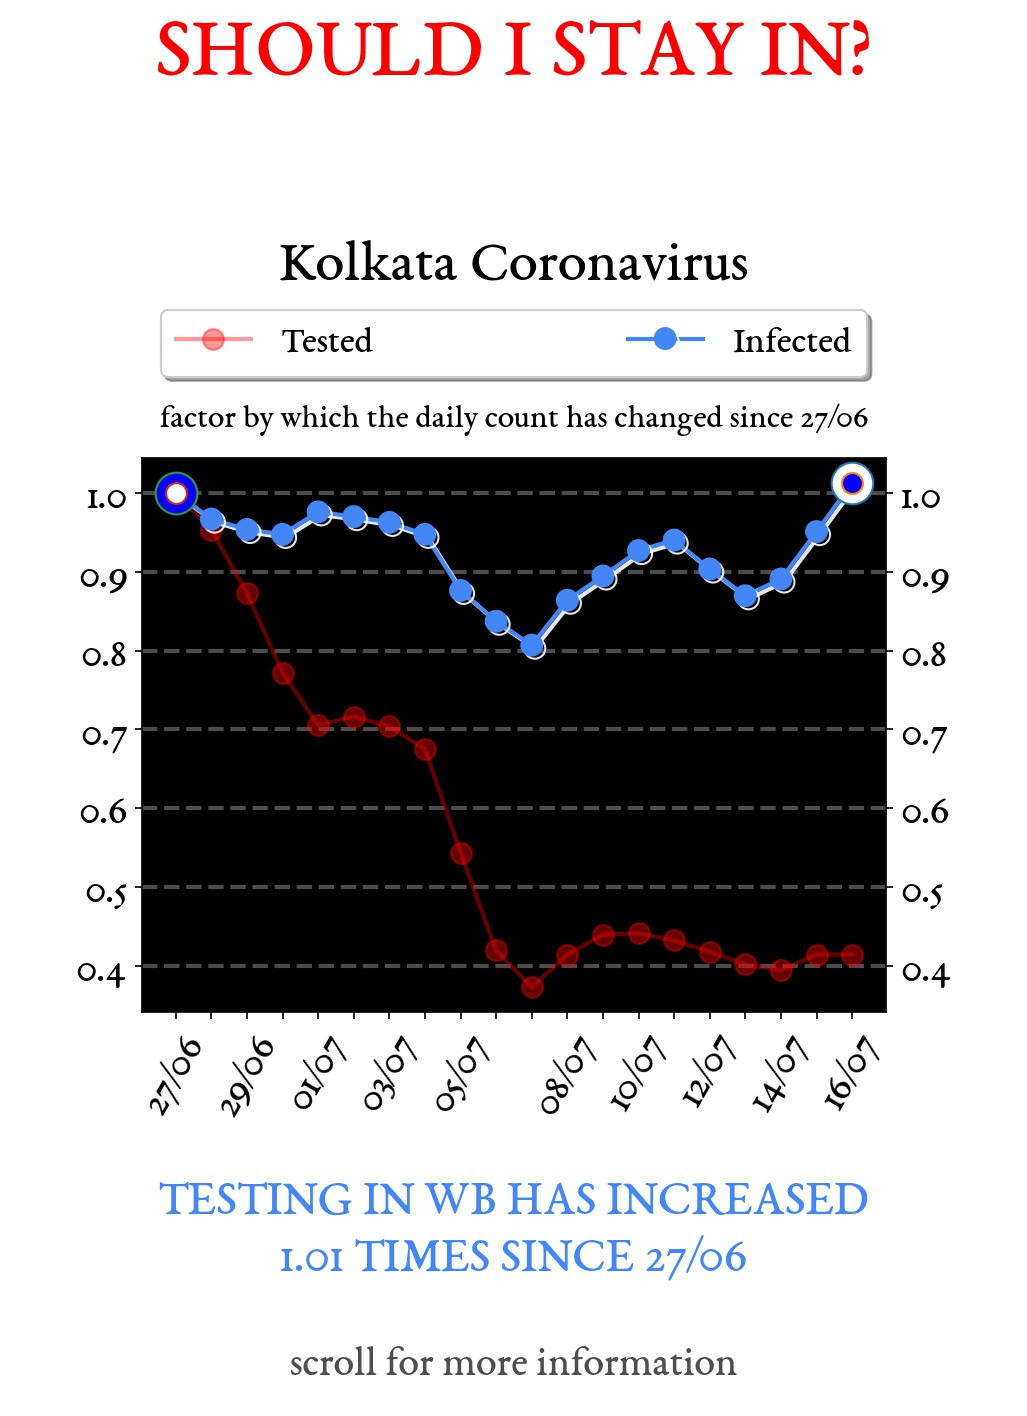 SHOULD I STAY IN?
Kolkata Coronavirus
Tested Infected
factor by which the daily count has changed since 27/06
1.0 1.0
0.9 0.9
0.8 0.8
0.7 0.7
0.6 0.6
0.5 0.5
0.4 0.4
27/06 29/06 01/07 03/07 05/07 08/07 10/07 12/07 14/07 16/07
TESTING IN WB HAS INCREASED
1.01 TIMES SINCE 27/06
scroll for more information